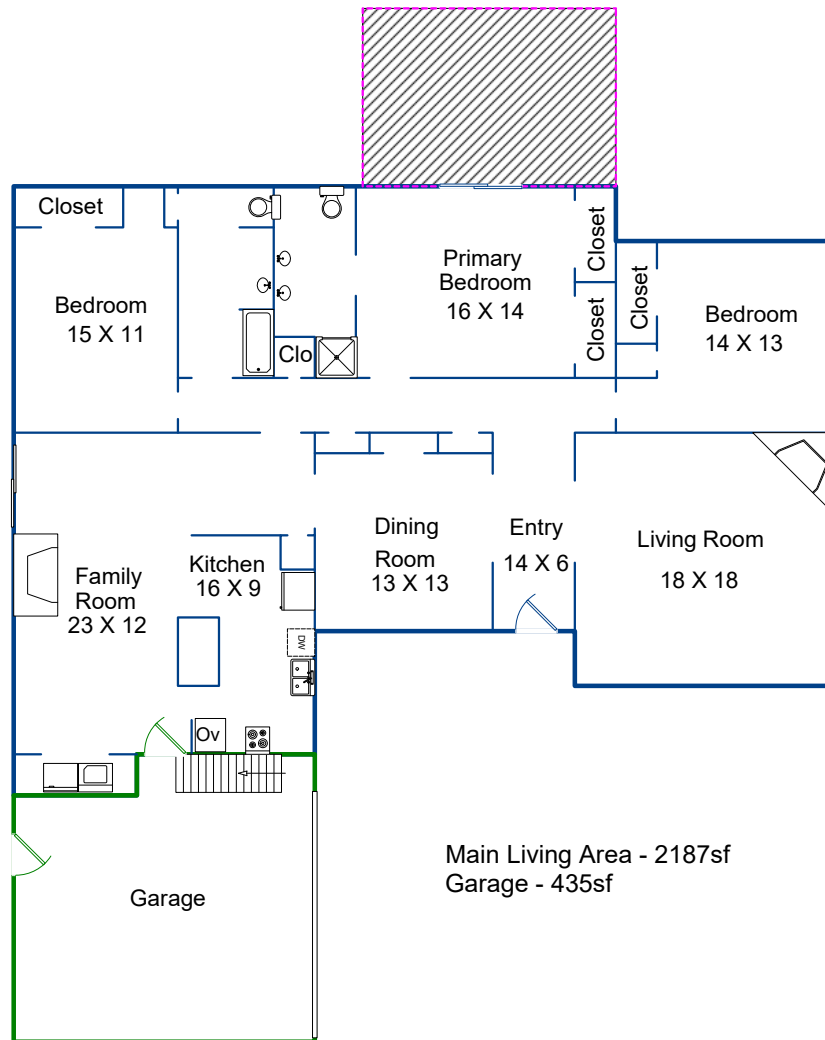 Closet
Bedroom
15 X 11
Clo
Primary
Bedroom
16 X 14
Closet
Closet
Closet
Bedroom
14 X 13
Family
Room
23 X 12
Kitchen
16 X 9
DW
Ov
Dining
Room
13 X 13
Entry
14 X 6
Living Room
18 X 18
Garage
Main Living Area - 2187sf
Garage - 435sf